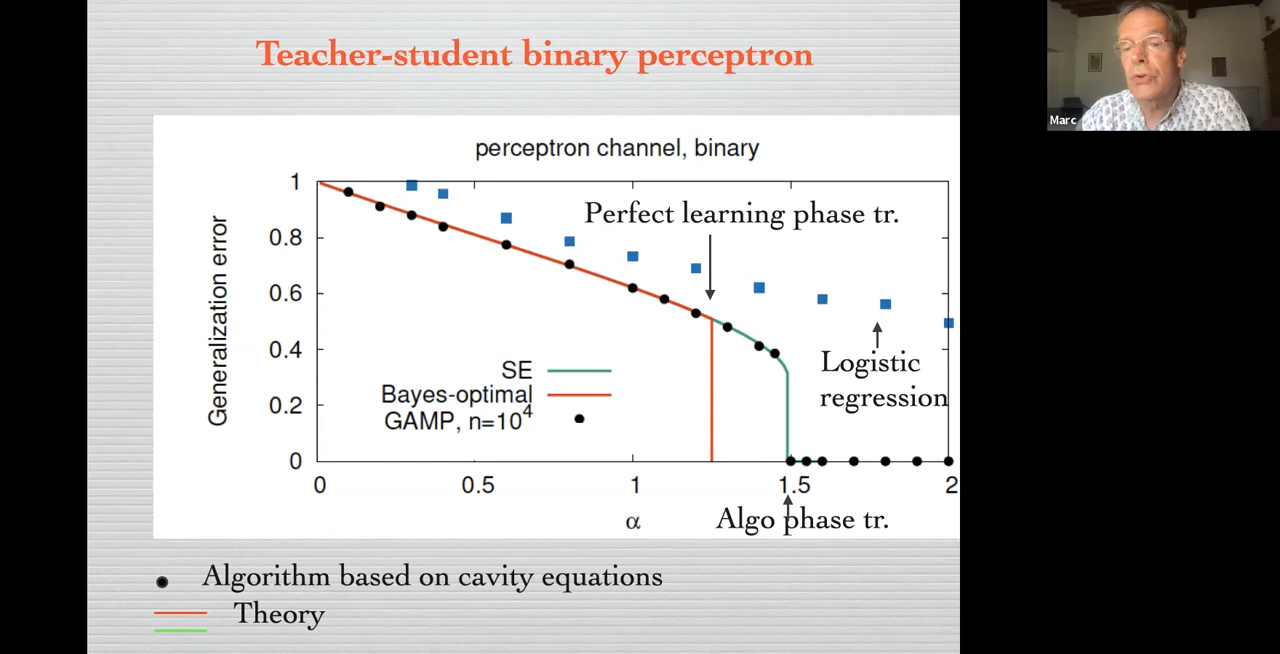 Teacher-student binary perceptron
Marc
perceptron channel, binary
Generalization error
1
0.8
0.6
0.4
0.2
0
Perfect learning phase tr.
SE
Bayes-optimal
GAMP, n=10⁴
Logistic
regression
0 0.5 1 1.5 2
α
Algo phase tr.
Algorithm based on cavity equations
Theory